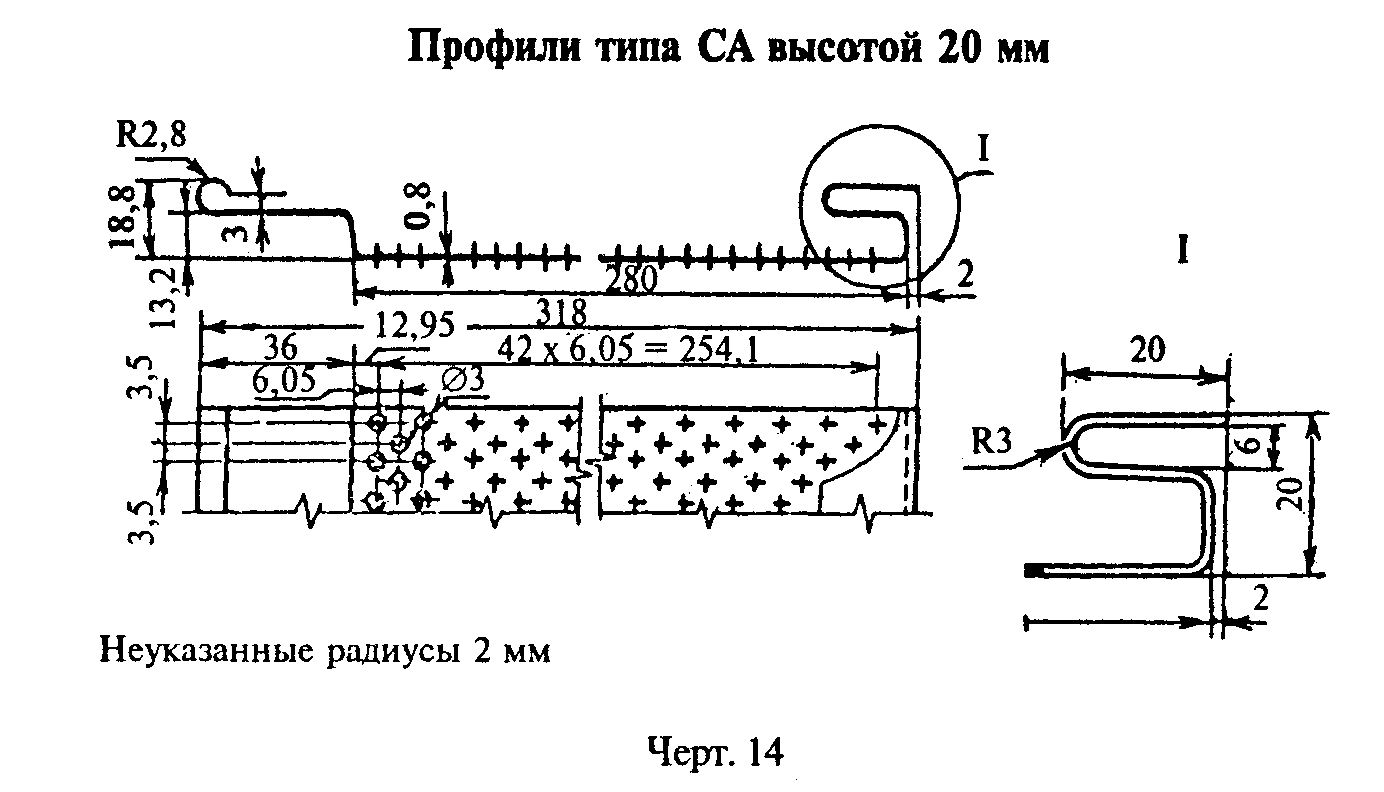 Профили типа СА высотой 20 мм
R2,8
I
18,8
3
0,8
I
13,2
280
2
12,95
318
36
42 х 6,05 = 254,1
20
3,5
6,05
∅3
R3
6
20
3,5
2
Неуказанные радиусы 2 мм
Черт. 14